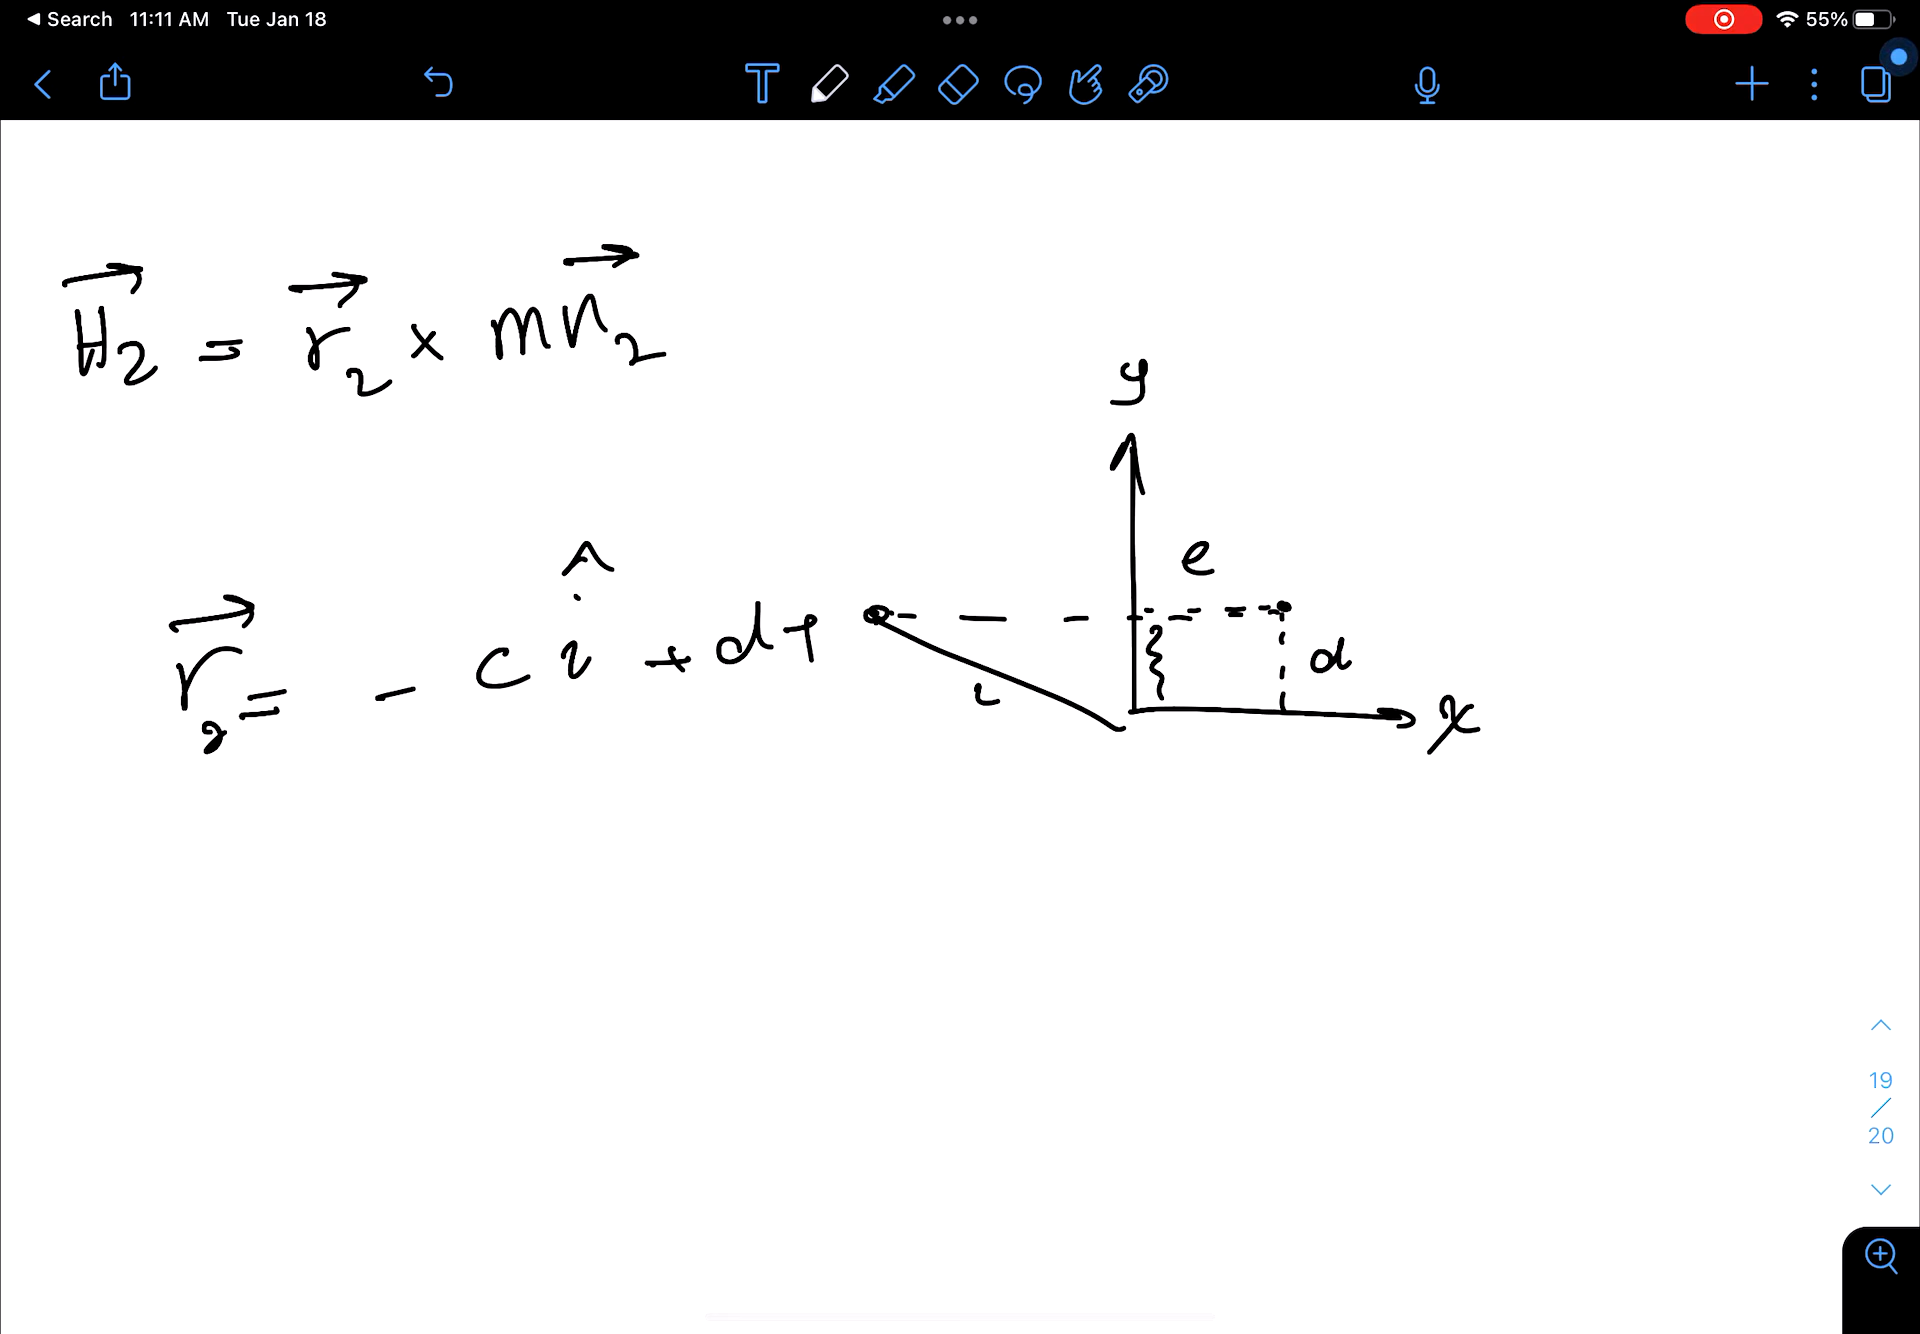 Search 11:11 AM Tue Jan 18 55%
H₂ = r₂ × mv₂
y
e
r₂ = - c î + d
d
x
19
/
20